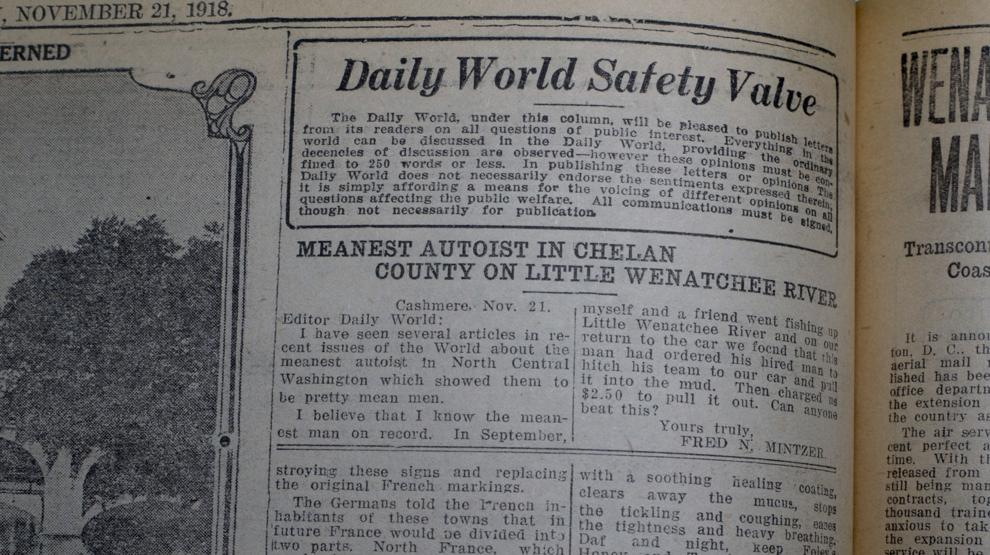 , NOVEMBER 21, 1918.
ERNED
Daily World Safety Valve
The Daily World, under this column, will be pleased to publish letters
from its readers on all questions of public interest. Everything in the
world can be discussed in the Daily World, providing the ordinary
decencies of discussion are observed—however these opinions must be con-
fined to 250 words or less. In publishing these letters or opinions The
Daily World does not necessarily endorse the sentiments expressed therein,
it is simply affording a means for the voicing of different opinions on all
questions affecting the public welfare. All communications must be signed,
though not necessarily for publication.
MEANEST AUTOIST IN CHELAN
COUNTY ON LITTLE WENATCHEE RIVER
Cashmere, Nov. 21.
Editor Daily World:
I have seen several articles in re-
cent issues of the World about the
meanest autoist in North Central
Washington which showed them to
be pretty mean men.
I believe that I know the mean-
est man on record. In September,
myself and a friend went fishing up
Little Wenatchee River and on our
return to the car we focnd that this
man had ordered his hired man to
hitch his team to our car and pull
it into the mud. Then charged us
$2.50 to pull it out. Can anyone
beat this?
Yours truly,
FRED N. MINTZER.
stroying these signs and replacing
the original French markings.
The Germans told the French in-
habitants of these towns that in
future France would be divided into
two parts. North France, which
with a soothing healing coating,
clears away the mucus, stops
the tickling and coughing, eases
the tightness and heavy breathing.
Daf and night, keep Foley's
Honey and
WENA
MA
Transcont
Coas
It is annou
ton, D. C., th
aerial mail
lished has bee
office departm
the extension
the country as
The air serv
cent perfect a
time. With th
released from
still being man
contracts, top
thousand traine
anxious to tak
the expansion
service will be